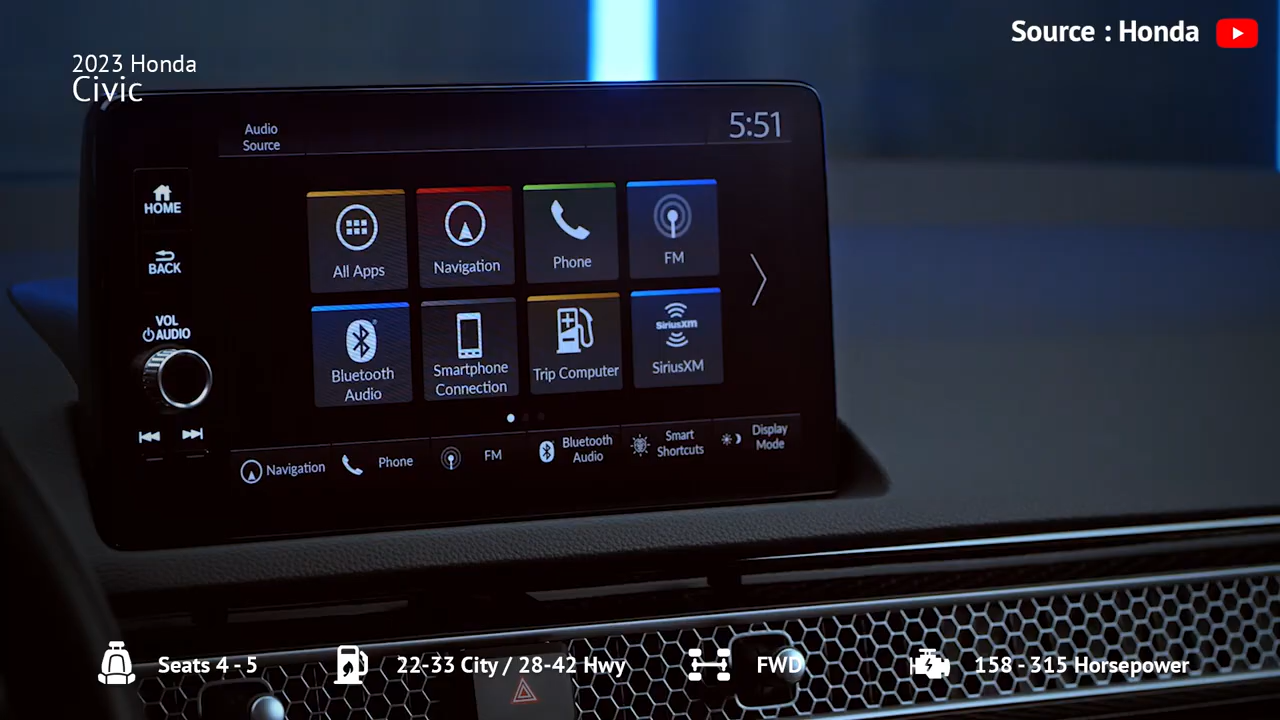 Source : Honda
2023 Honda
Civic
Audio
Source
5:51
HOME
BACK
VOL
AUDIO
All Apps
Navigation
Phone
FM
Bluetooth
Audio
Smartphone
Connection
Trip Computer
SiriusXM
SiriusXM
Navigation
Phone
FM
Bluetooth
Audio
Smart
Shortcuts
Display
Mode
Seats 4 - 5
22-33 City / 28-42 Hwy
FWD
158 - 315 Horsepower